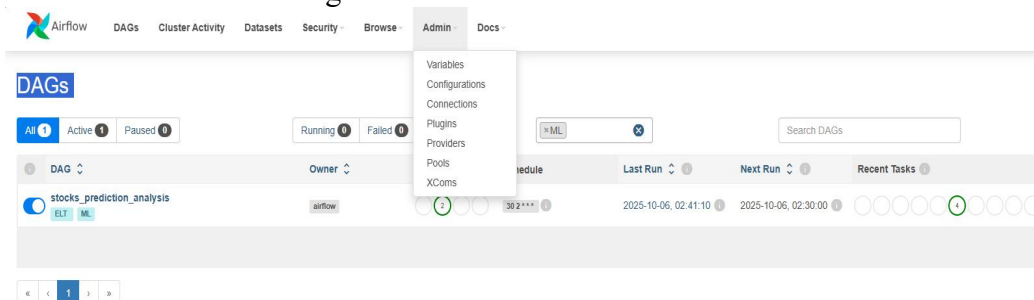 Airflow DAGs Cluster Activity Datasets Security Browse Admin Docs
Variables
Configurations
Connections
Plugins
Providers
Pools
XComs
DAGs
All 1 Active 1 Paused 0 Running 0 Failed 0 × ML Search DAGs
DAG Owner Last Run Next Run Recent Tasks
stocks_prediction_analysis
ELT ML
airflow 2 30 2 * * * 2025-10-06, 02:41:10 2025-10-06, 02:30:00 4
« ‹ 1 › »